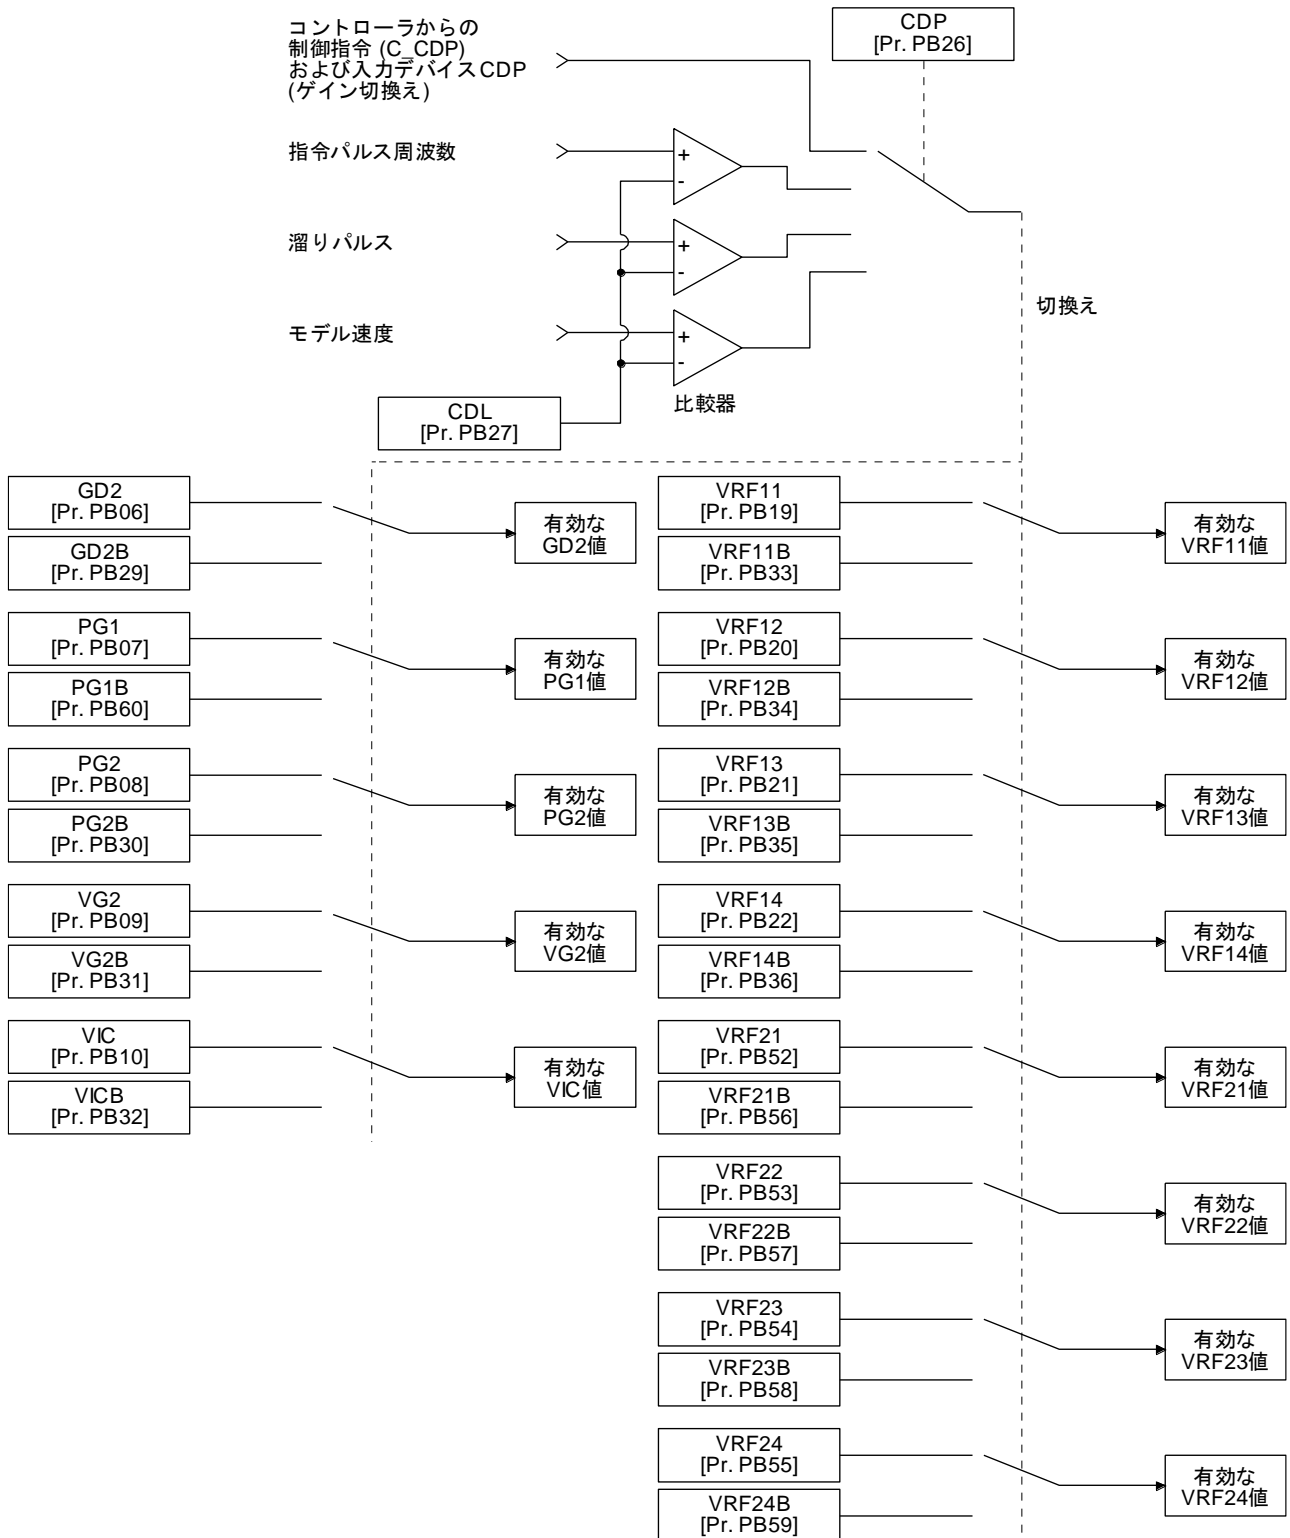 コントローラからの
制御指令 (C_CDP)
および入力デバイスCDP
(ゲイン切換え)
CDP
[Pr. PB26]
指令パルス周波数
+
-
溜りパルス
+
-
切換え
モデル速度
+
-
比較器
CDL
[Pr. PB27]
GD2
[Pr. PB06]
GD2B
[Pr. PB29]
有効な
GD2値
PG1
[Pr. PB07]
PG1B
[Pr. PB60]
有効な
PG1値
PG2
[Pr. PB08]
PG2B
[Pr. PB30]
有効な
PG2値
VG2
[Pr. PB09]
VG2B
[Pr. PB31]
有効な
VG2値
VIC
[Pr. PB10]
VICB
[Pr. PB32]
有効な
VIC値
VRF11
[Pr. PB19]
VRF11B
[Pr. PB33]
有効な
VRF11値
VRF12
[Pr. PB20]
VRF12B
[Pr. PB34]
有効な
VRF12値
VRF13
[Pr. PB21]
VRF13B
[Pr. PB35]
有効な
VRF13値
VRF14
[Pr. PB22]
VRF14B
[Pr. PB36]
有効な
VRF14値
VRF21
[Pr. PB52]
VRF21B
[Pr. PB56]
有効な
VRF21値
VRF22
[Pr. PB53]
VRF22B
[Pr. PB57]
有効な
VRF22値
VRF23
[Pr. PB54]
VRF23B
[Pr. PB58]
有効な
VRF23値
VRF24
[Pr. PB55]
VRF24B
[Pr. PB59]
有効な
VRF24値